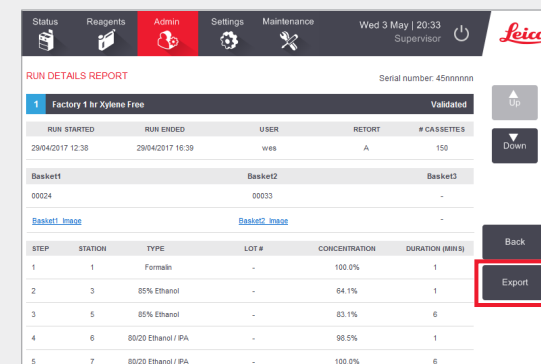 Status Reagents Admin Settings Maintenance Wed 3 May | 20:33
Supervisor
Leica
RUN DETAILS REPORT Serial number: 45nnnnnn
1 Factory 1 hr Xylene Free Validated
RUN STARTED RUN ENDED USER RETORT # CASSETTES
29/04/2017 12:38 29/04/2017 16:39 wes A 150
Basket1 Basket2 Basket3
00024 00033 -
Basket1 Image Basket2 Image -
STEP STATION TYPE LOT # CONCENTRATION DURATION (MINS)
1 1 Formalin - 100.0% 1
2 3 85% Ethanol - 64.1% 1
3 5 85% Ethanol - 83.1% 6
4 6 80/20 Ethanol / IPA - 98.5% 1
5 7 80/20 Ethanol / IPA - 100.0% 6
Up
Down
Back
Export